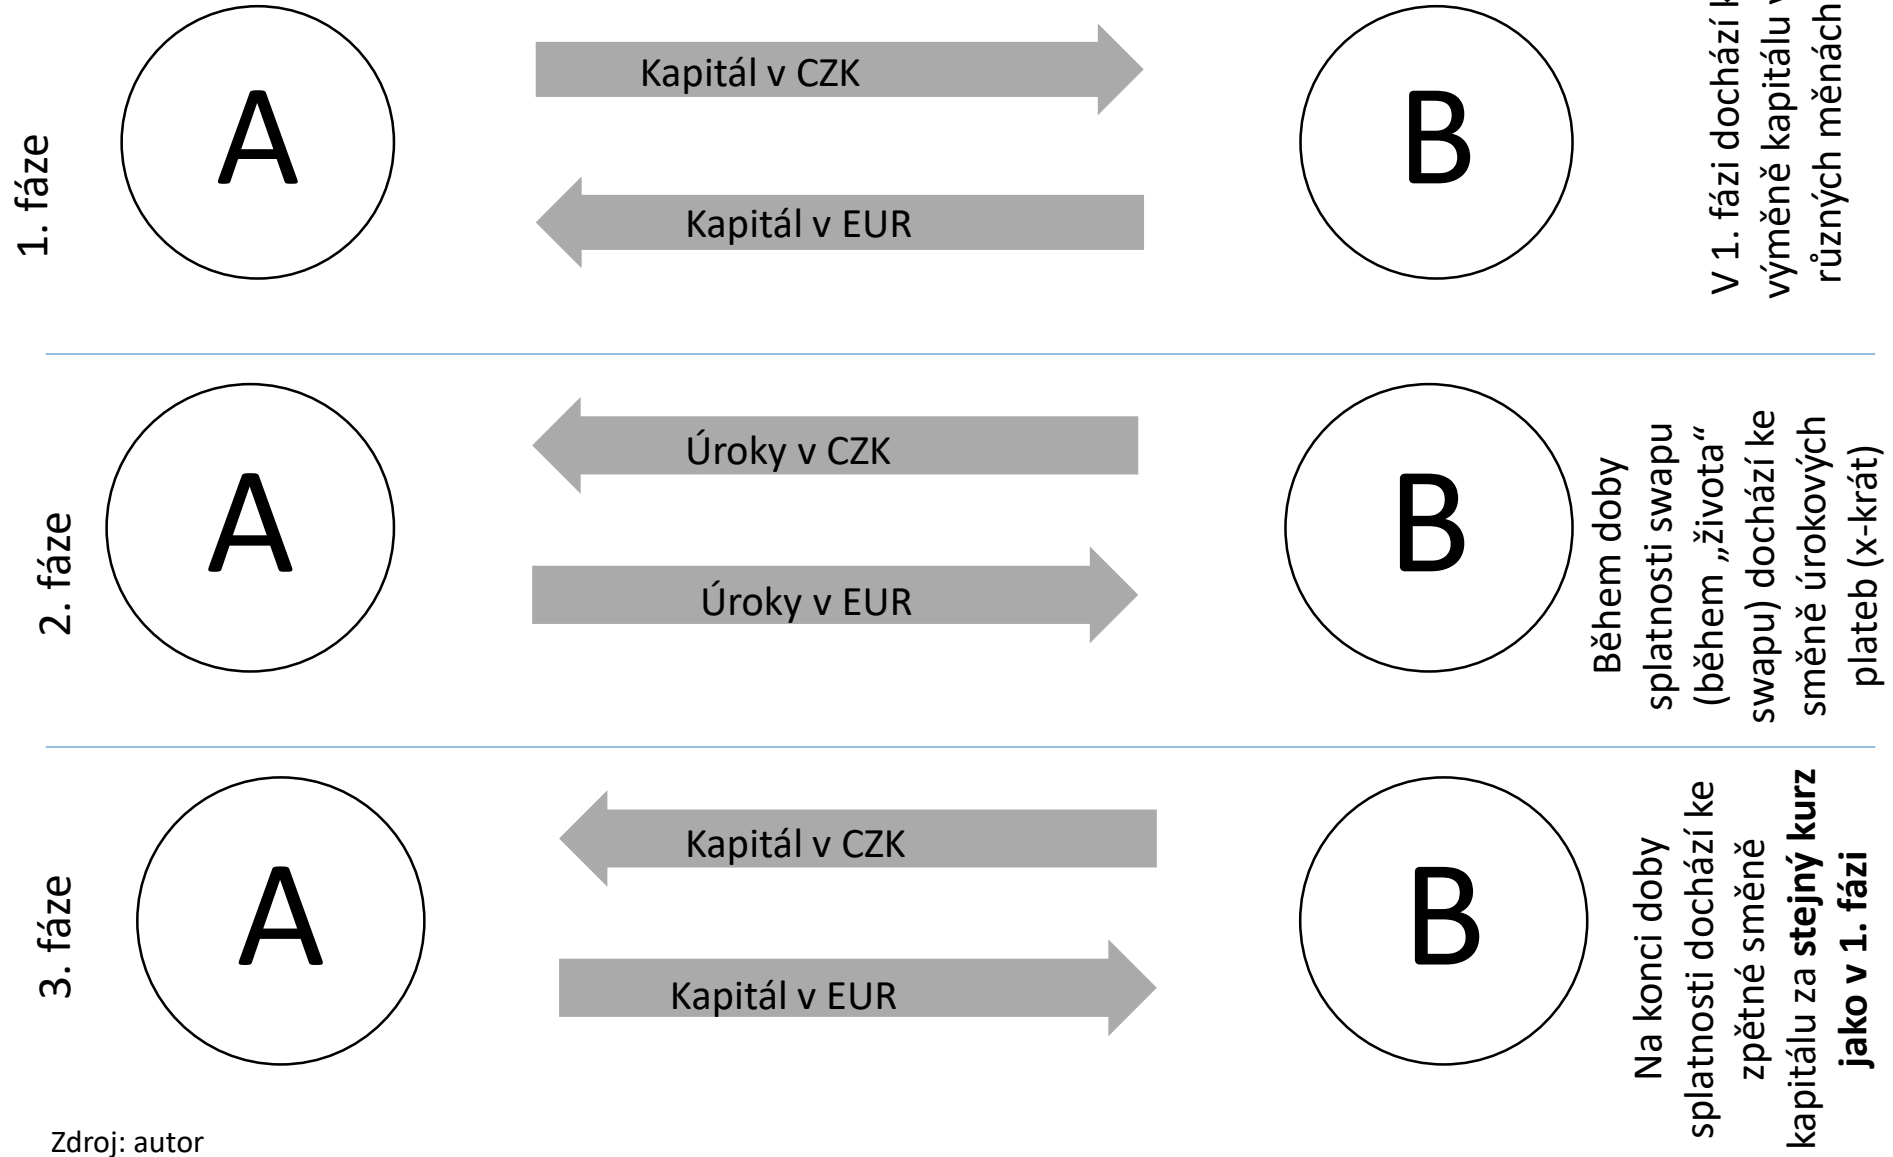 1. fáze
A
Kapitál v CZK
Kapitál v EUR
B
V 1. fázi dochází k
výměně kapitálu v
různých měnách
2. fáze
A
Úroky v CZK
Úroky v EUR
B
Během doby
splatnosti swapu
(během „života“
swapu) dochází ke
směně úrokových
plateb (x-krát)
3. fáze
A
Kapitál v CZK
Kapitál v EUR
B
Na konci doby
splatnosti dochází ke
zpětné směně
kapitálu za stejný kurz
jako v 1. fázi
Zdroj: autor